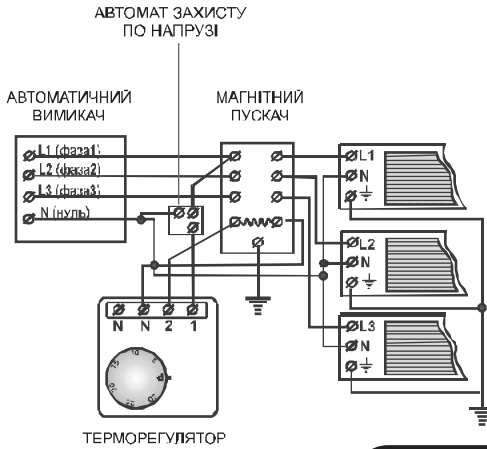 АВТОМАТ ЗАХИСТУ
ПО НАПРУЗІ
АВТОМАТИЧНИЙ
ВИМИКАЧ
МАГНІТНИЙ
ПУСКАЧ
L1 (фаза1)
L2 (фаза2)
L3 (фаза3)
N (нуль)
L1
N
L2
N
L3
N
N N 2 1
ТЕРМОРЕГУЛЯТОР